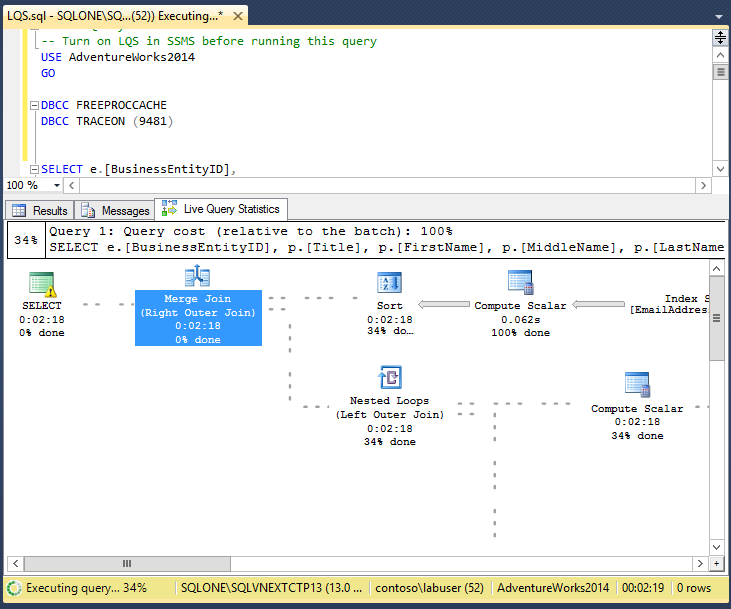 LQS.sql - SQLONE\SQ...(52)) Executing...*
-- Turn on LQS in SSMS before running this query
USE AdventureWorks2014
GO
DBCC FREEPROCCACHE
DBCC TRACEON (9481)
SELECT e.[BusinessEntityID],
100 %
Results Messages Live Query Statistics
34%
Query 1: Query cost (relative to the batch): 100%
SELECT e.[BusinessEntityID], p.[Title], p.[FirstName], p.[MiddleName], p.[LastName
SELECT
0:02:18
0% done
Merge Join
(Right Outer Join)
0:02:18
0% done
Sort
0:02:18
34% do...
Compute Scalar
0.062s
100% done
Index S
[EmailAddres
Nested Loops
(Left Outer Join)
0:02:18
34% done
Compute Scalar
0:02:18
34% done
Executing query... 34% SQLONE\SQLVNEXTCTP13 (13.0 ... contoso\labuser (52) AdventureWorks2014 00:02:19 0 rows